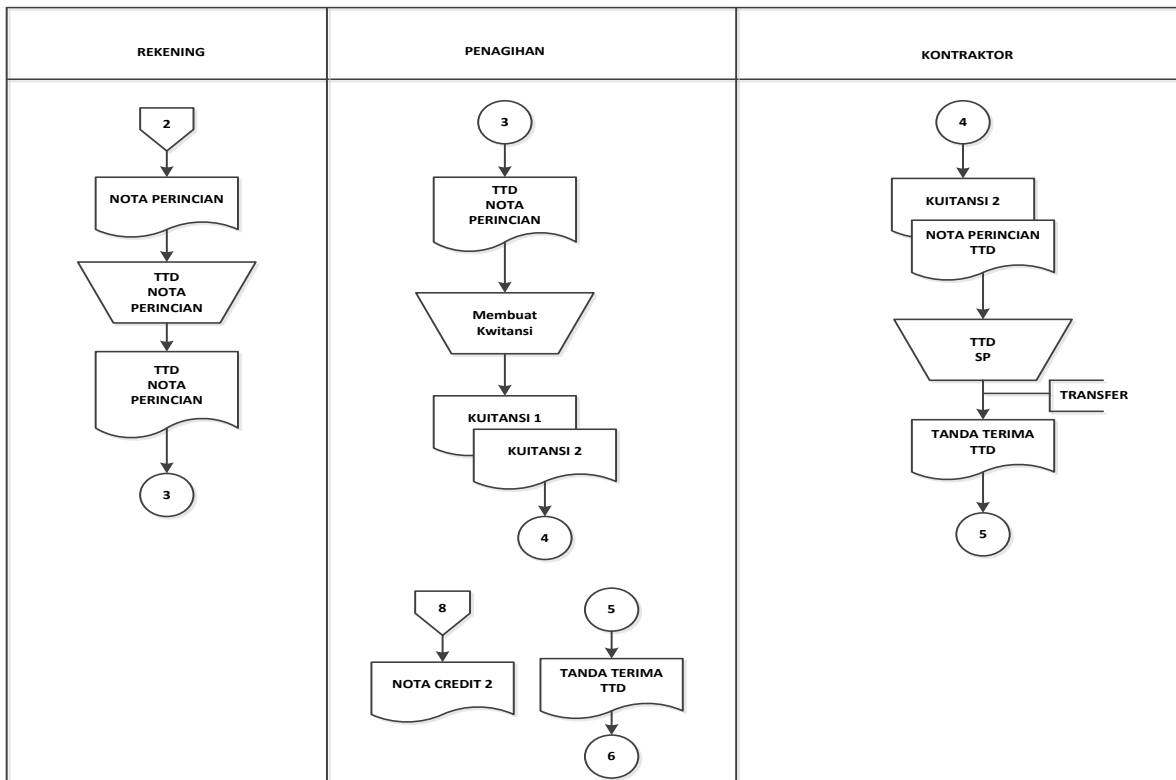 REKENING
PENAGIHAN
KONTRAKTOR
2
NOTA PERINCIAN
TTD
NOTA
PERINCIAN
TTD
NOTA
PERINCIAN
3
3
TTD
NOTA
PERINCIAN
Membuat
Kwitansi
KUITANSI 1
KUITANSI 2
4
8
NOTA CREDIT 2
5
TANDA TERIMA
TTD
6
4
KUITANSI 2
NOTA PERINCIAN
TTD
TTD
SP
TRANSFER
TANDA TERIMA
TTD
5